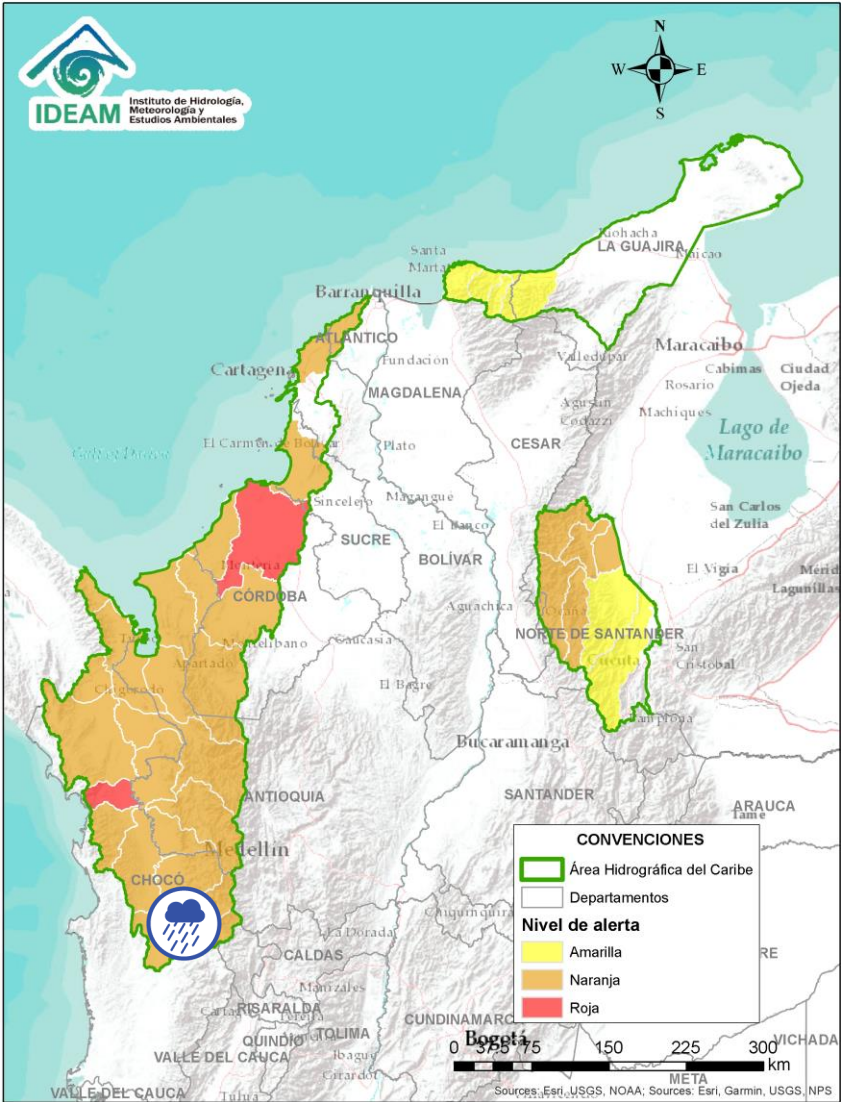 IDEAM
Instituto de Hidrología,
Meteorología y
Estudios Ambientales
N
W
E
S
Riohacha
LA GUAJIRA
Maicao
Santa
Marta
Barranquilla
ATLÁNTICO
Maracaibo
Cartagena
Fundación
Valledupar
Cabimas
Ciudad
Ojeda
Rosario
MAGDALENA
Machiques
Agustín
Codazzi
Lago de
Maracaibo
El Carmen de Bolívar
Plato
CESAR
Sincelejo
Magangué
San Carlos
del Zulia
El Banco
SUCRE
BOLÍVAR
Montería
El Vigía
Lagunillas
CÓRDOBA
Aguachica
Ocaña
NORTE DE SANTANDER
Montelíbano
Caucasia
Apartadó
Cúcuta
San
Cristóbal
El Bagre
Chigorodó
Pamplona
Bucaramanga
ANTIOQUIA
SANTANDER
ARAUCA
Tame
Medellín
CHOCÓ
CONVENCIONES
Área Hidrográfica del Caribe
Departamentos
Nivel de alerta
Amarilla
Naranja
Roja
La Dorada
CALDAS
Manizales
RISARALDA
CUNDINAMARC
QUINDÍO
TOLIMA
Bogotá
VICHADA
VALLE DEL CAUCA
Ibagué
Girardot
0 37,5 75 150 225 300
km
META
VALLE DEL CAUCA
Tuluá
Sources: Esri, USGS, NOAA; Sources: Esri, Garmin, USGS, NPS